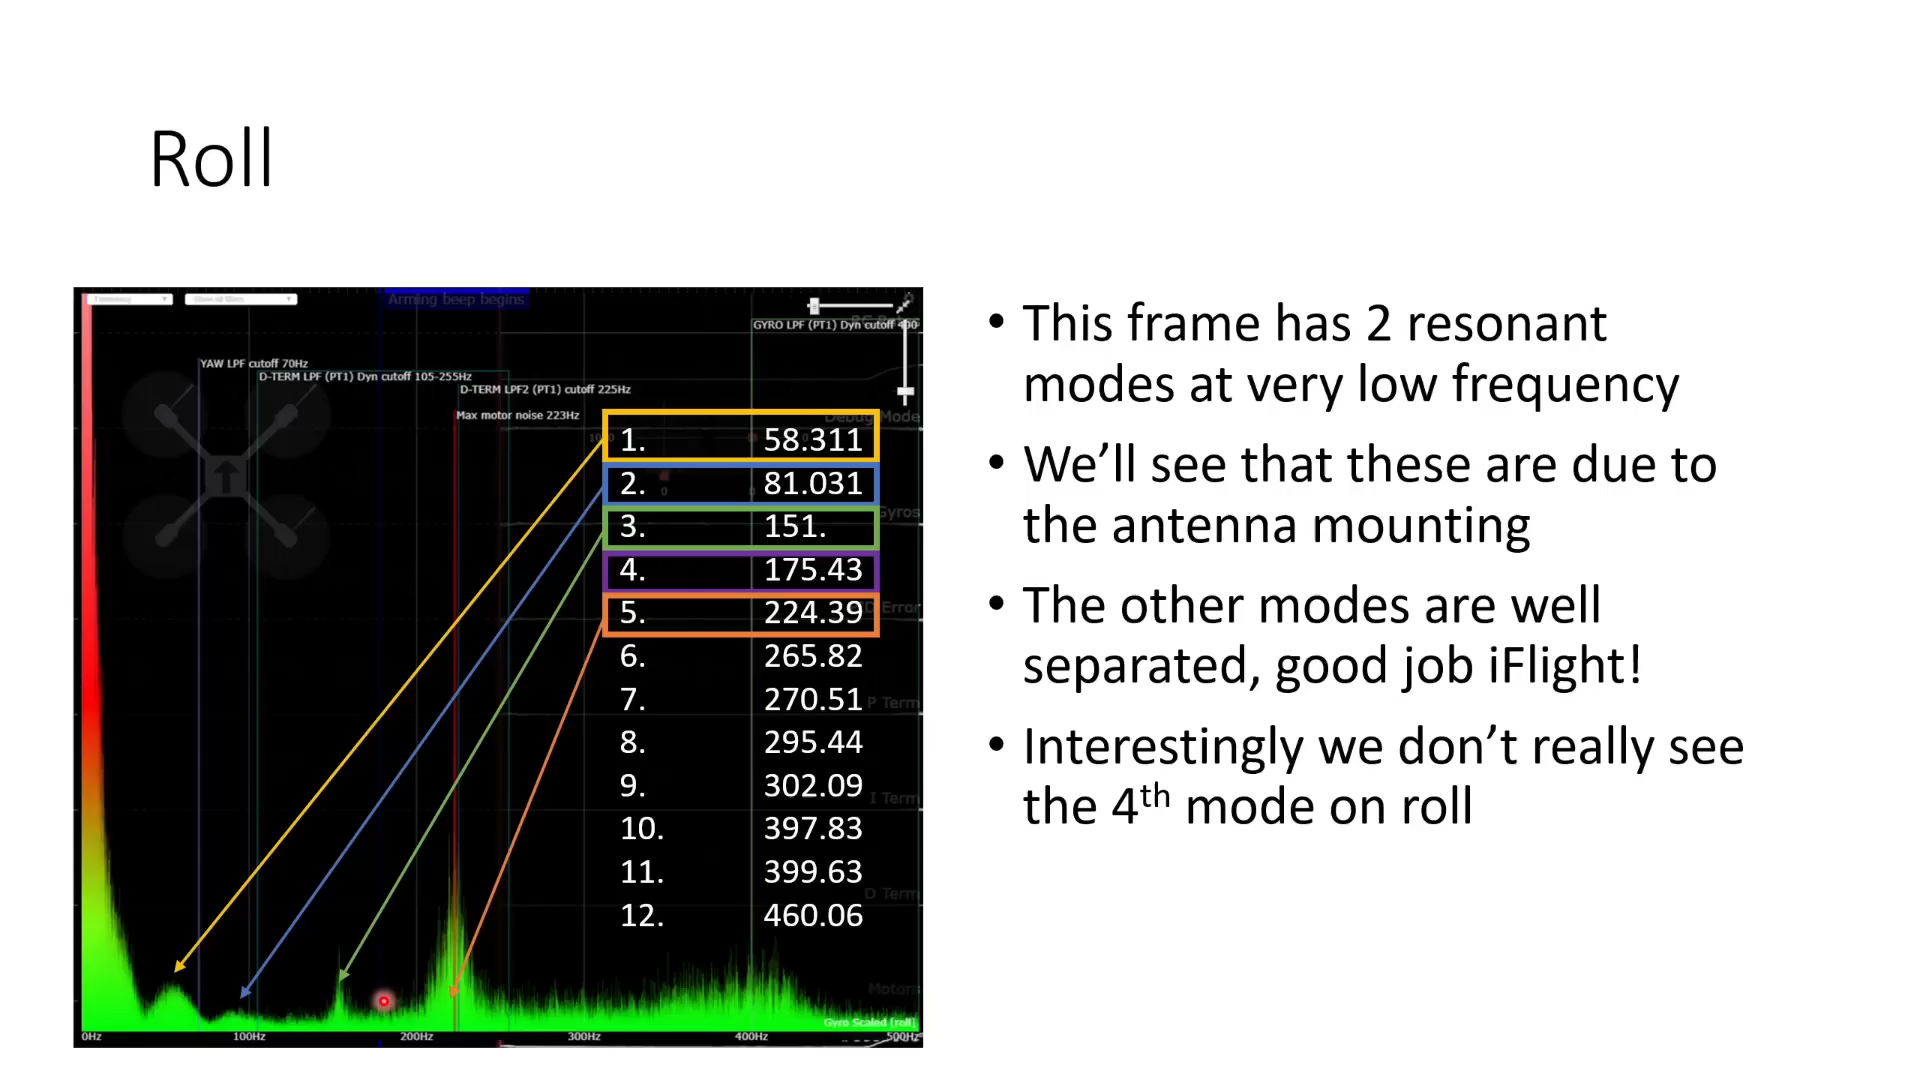 Roll
Arming beep begins
GYRO LPF (PT1) Dyn cutoff 400
YAW LPF cutoff 70Hz
D-TERM LPF (PT1) Dyn cutoff 105-255Hz
D-TERM LPF2 (PT1) cutoff 225Hz
Max motor noise 223Hz
Debug Mode
1. 58.311
2. 81.031
3. 151.
Gyros
4. 175.43
5. 224.39
Error
6. 265.82
7. 270.51
P Term
8. 295.44
9. 302.09
I Term
10. 397.83
11. 399.63
D Term
12. 460.06
Motors
Gyro Scaled [roll]
0Hz 100Hz 200Hz 300Hz 400Hz 500Hz
• This frame has 2 resonant
modes at very low frequency
• We’ll see that these are due to
the antenna mounting
• The other modes are well
separated, good job iFlight!
• Interestingly we don’t really see
the 4th mode on roll